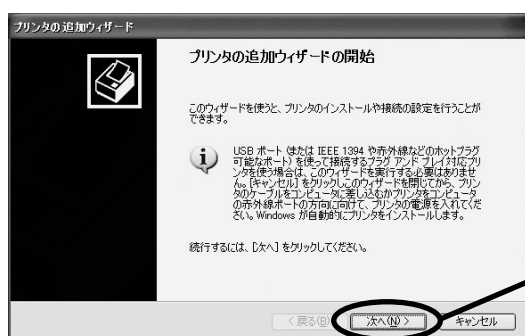 プリンタの追加ウィザード
プリンタの追加ウィザードの開始
このウィザードを使うと、プリンタのインストールや接続の設定を行うことが
できます。
USB ポート (または IEEE 1394 や赤外線などのホットプラグ
可能なポート) を使って接続するプラグ アンド プレイ対応プリ
ンタを使う場合は、このウィザードを実行する必要はありませ
ん。[キャンセル] をクリックしこのウィザードを閉じてから、プリン
タのケーブルをコンピュータに差し込むかプリンタをコンピュータ
の赤外線ポートの方向に向けて、プリンタの電源を入れてくだ
さい。Windows が自動的にプリンタをインストールします。
続行するには、[次へ] をクリックしてください。
< 戻る(B)
次へ(N) >
キャンセル